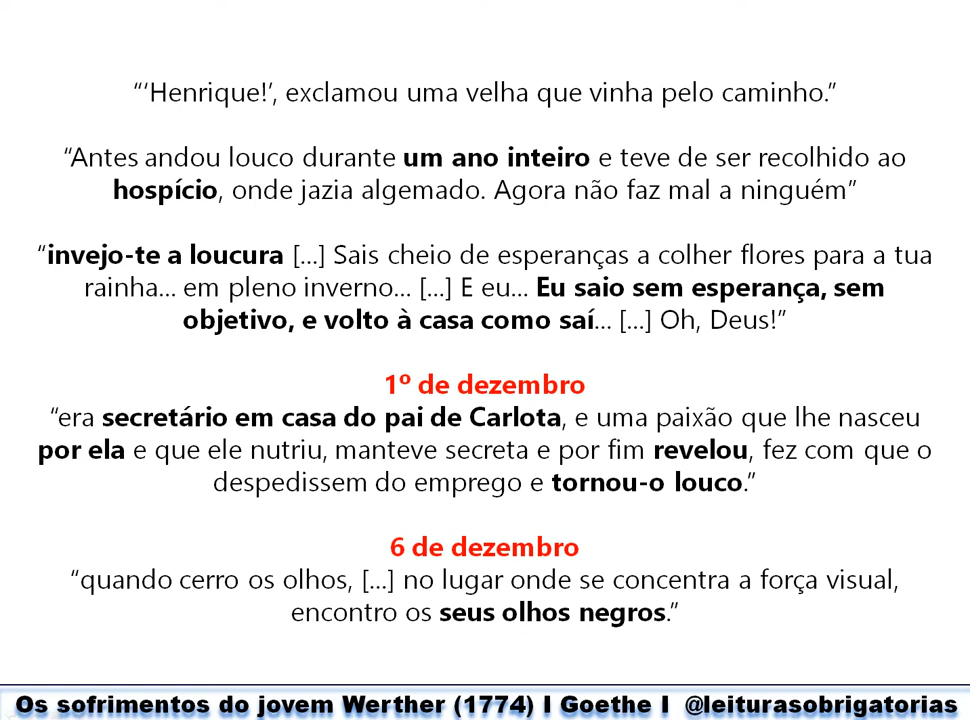 “‘Henrique!’, exclamou uma velha que vinha pelo caminho.”
“Antes andou louco durante um ano inteiro e teve de ser recolhido ao
hospício, onde jazia algemado. Agora não faz mal a ninguém”
“invejo-te a loucura [...] Sais cheio de esperanças a colher flores para a tua
rainha... em pleno inverno... [...] E eu... Eu saio sem esperança, sem
objetivo, e volto à casa como saí... [...] Oh, Deus!”
1º de dezembro
“era secretário em casa do pai de Carlota, e uma paixão que lhe nasceu
por ela e que ele nutriu, manteve secreta e por fim revelou, fez com que o
despedissem do emprego e tornou-o louco.”
6 de dezembro
“quando cerro os olhos, [...] no lugar onde se concentra a força visual,
encontro os seus olhos negros.”
Os sofrimentos do jovem Werther (1774) I Goethe I @leiturasobrigatorias